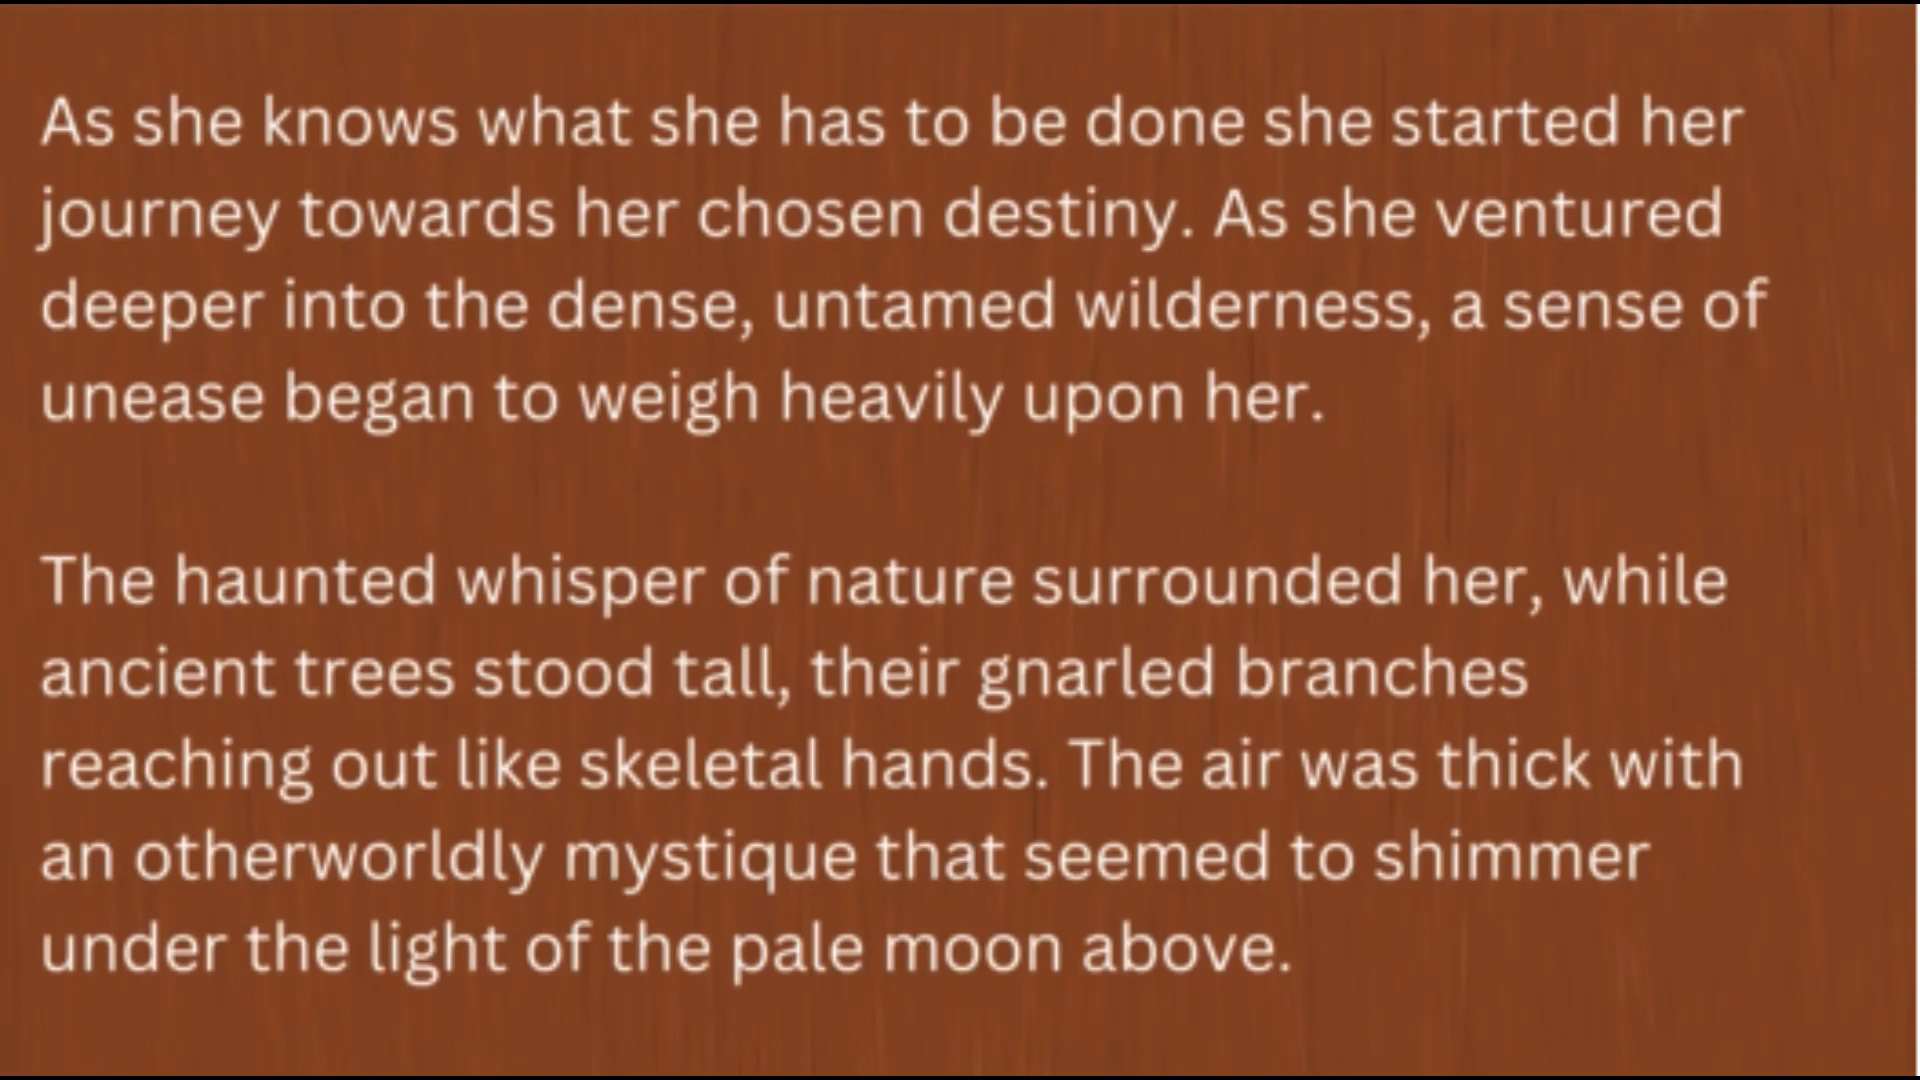 As she knows what she has to be done she started her
journey towards her chosen destiny. As she ventured
deeper into the dense, untamed wilderness, a sense of
unease began to weigh heavily upon her.
The haunted whisper of nature surrounded her, while
ancient trees stood tall, their gnarled branches
reaching out like skeletal hands. The air was thick with
an otherworldly mystique that seemed to shimmer
under the light of the pale moon above.